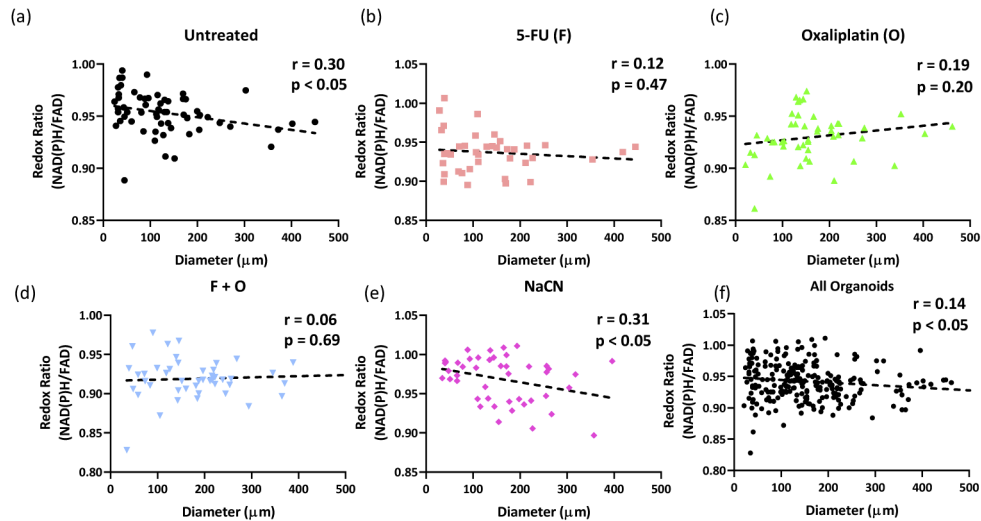 (a)
Untreated
r = 0.30
p < 0.05
1.00
0.95
0.90
0.85
Redox Ratio
(NAD(P)H/FAD)
0 100 200 300 400 500
Diameter (μm)
(b)
5-FU (F)
r = 0.12
p = 0.47
1.05
1.00
0.95
0.90
0.85
Redox Ratio
(NAD(P)H/FAD)
0 100 200 300 400 500
Diameter (μm)
(c)
Oxaliplatin (O)
r = 0.19
p = 0.20
1.00
0.95
0.90
0.85
Redox Ratio
(NAD(P)H/FAD)
0 100 200 300 400 500
Diameter (μm)
(d)
F + O
r = 0.06
p = 0.69
1.00
0.95
0.90
0.85
0.80
Redox Ratio
(NAD(P)H/FAD)
0 100 200 300 400 500
Diameter (μm)
(e)
NaCN
r = 0.31
p < 0.05
1.05
1.00
0.95
0.90
0.85
Redox Ratio
(NAD(P)H/FAD)
0 100 200 300 400 500
Diameter (μm)
(f)
All Organoids
r = 0.14
p < 0.05
1.05
1.00
0.95
0.90
0.85
0.80
Redox Ratio
(NAD(P)H/FAD)
0 100 200 300 400 500
Diameter (μm)